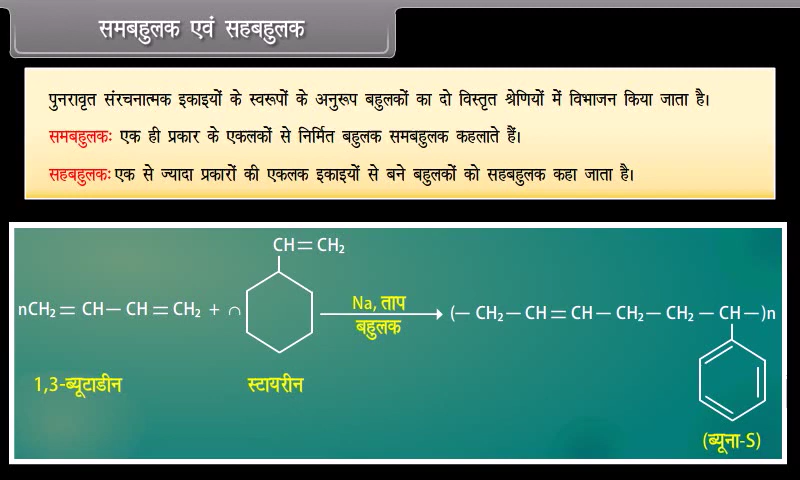 समबहुलक एवं सहबहुलक
पुनरावृत संरचनात्मक इकाइयों के स्वरूपों के अनुरूप बहुलकों का दो विस्तृत श्रेणियों में विभाजन किया जाता है।
समबहुलकः एक ही प्रकार के एकलकों से निर्मित बहुलक समबहुलक कहलाते हैं।
सहबहुलकः एक से ज्यादा प्रकारों की एकलक इकाइयों से बने बहुलकों को सहबहुलक कहा जाता है।
CH=CH₂
nCH₂=CH—CH=CH₂ + ∩
Na, ताप
बहुलक
(—CH₂—CH=CH—CH₂—CH₂—CH—)n
1,3-ब्यूटाडीन
स्टायरीन
(ब्यूना-S)